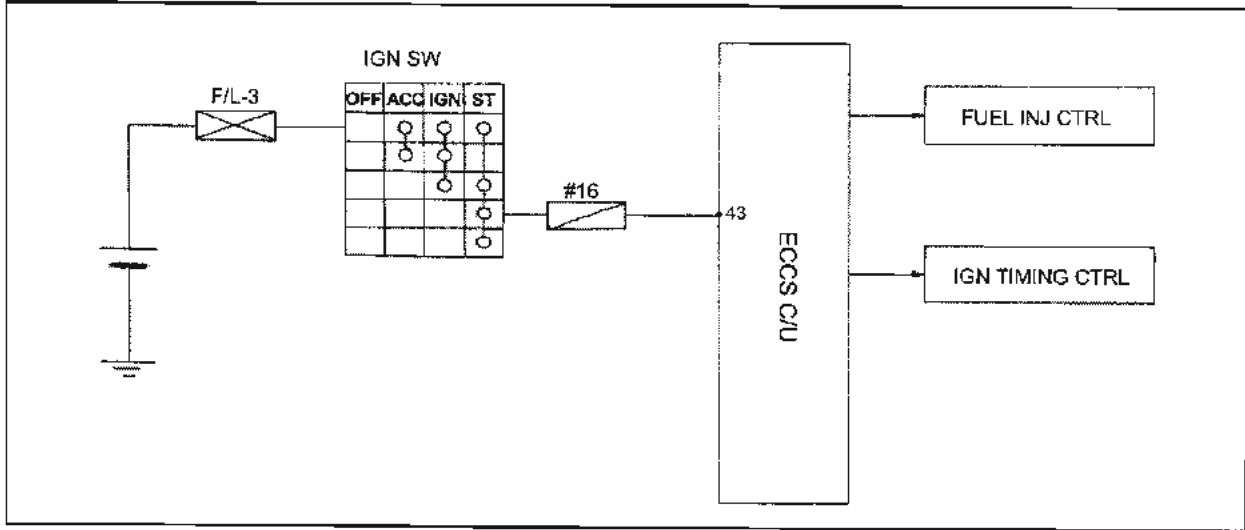 IGN SW
F/L-3
OFF ACC IGN ST
#16
43
ECCS C/U
FUEL INJ CTRL
IGN TIMING CTRL